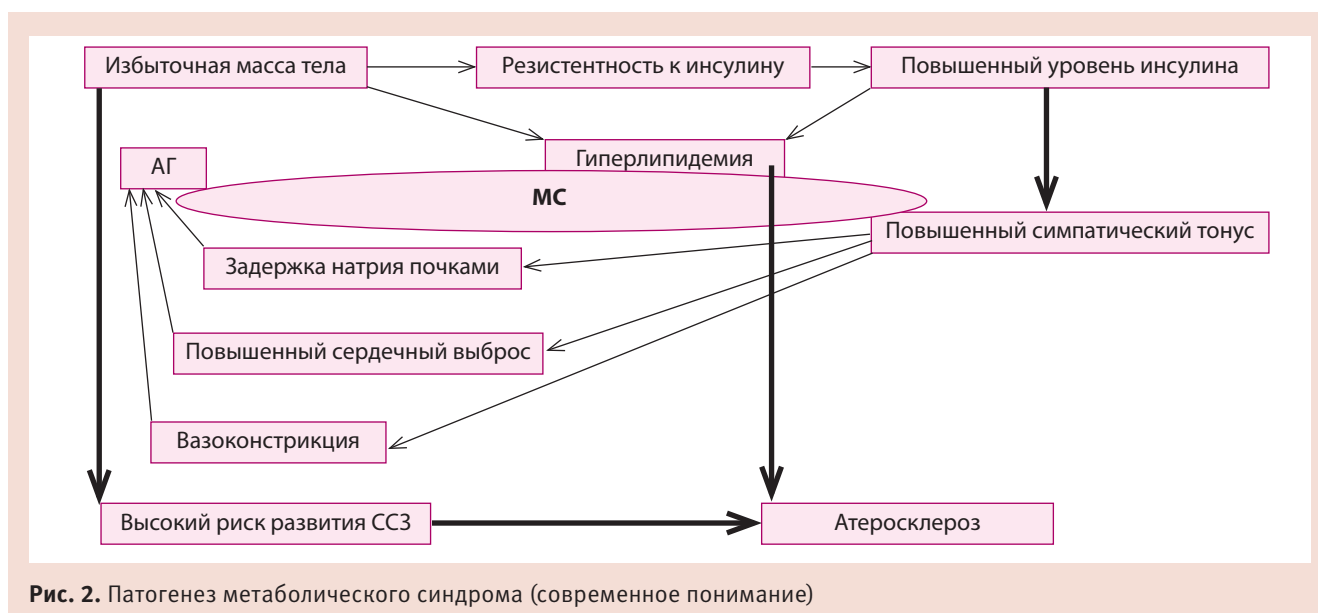 Избыточная масса тела
Резистентность к инсулину
Повышенный уровень инсулина
Гиперлипидемия
АГ
МС
Повышенный симпатический тонус
Задержка натрия почками
Повышенный сердечный выброс
Вазоконстрикция
Высокий риск развития ССЗ
Атеросклероз
Рис. 2. Патогенез метаболического синдрома (современное понимание)